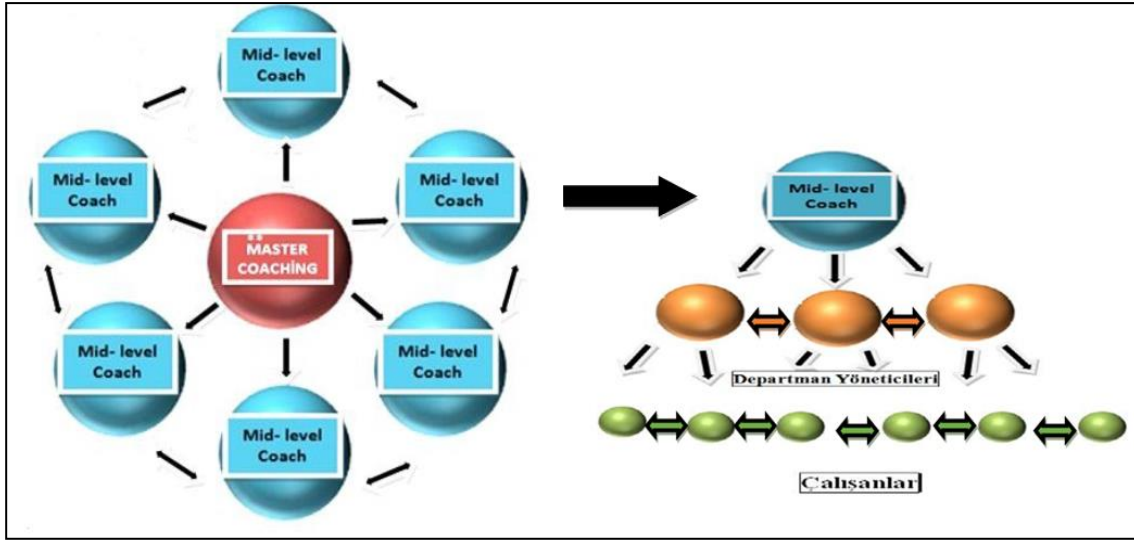 Mid- level
Coach
Mid- level
Coach
Mid- level
Coach
MASTER
COACHİNG
Mid- level
Coach
Mid- level
Coach
Mid- level
Coach
Mid- level
Coach
Departman Yöneticileri
Çalışanlar